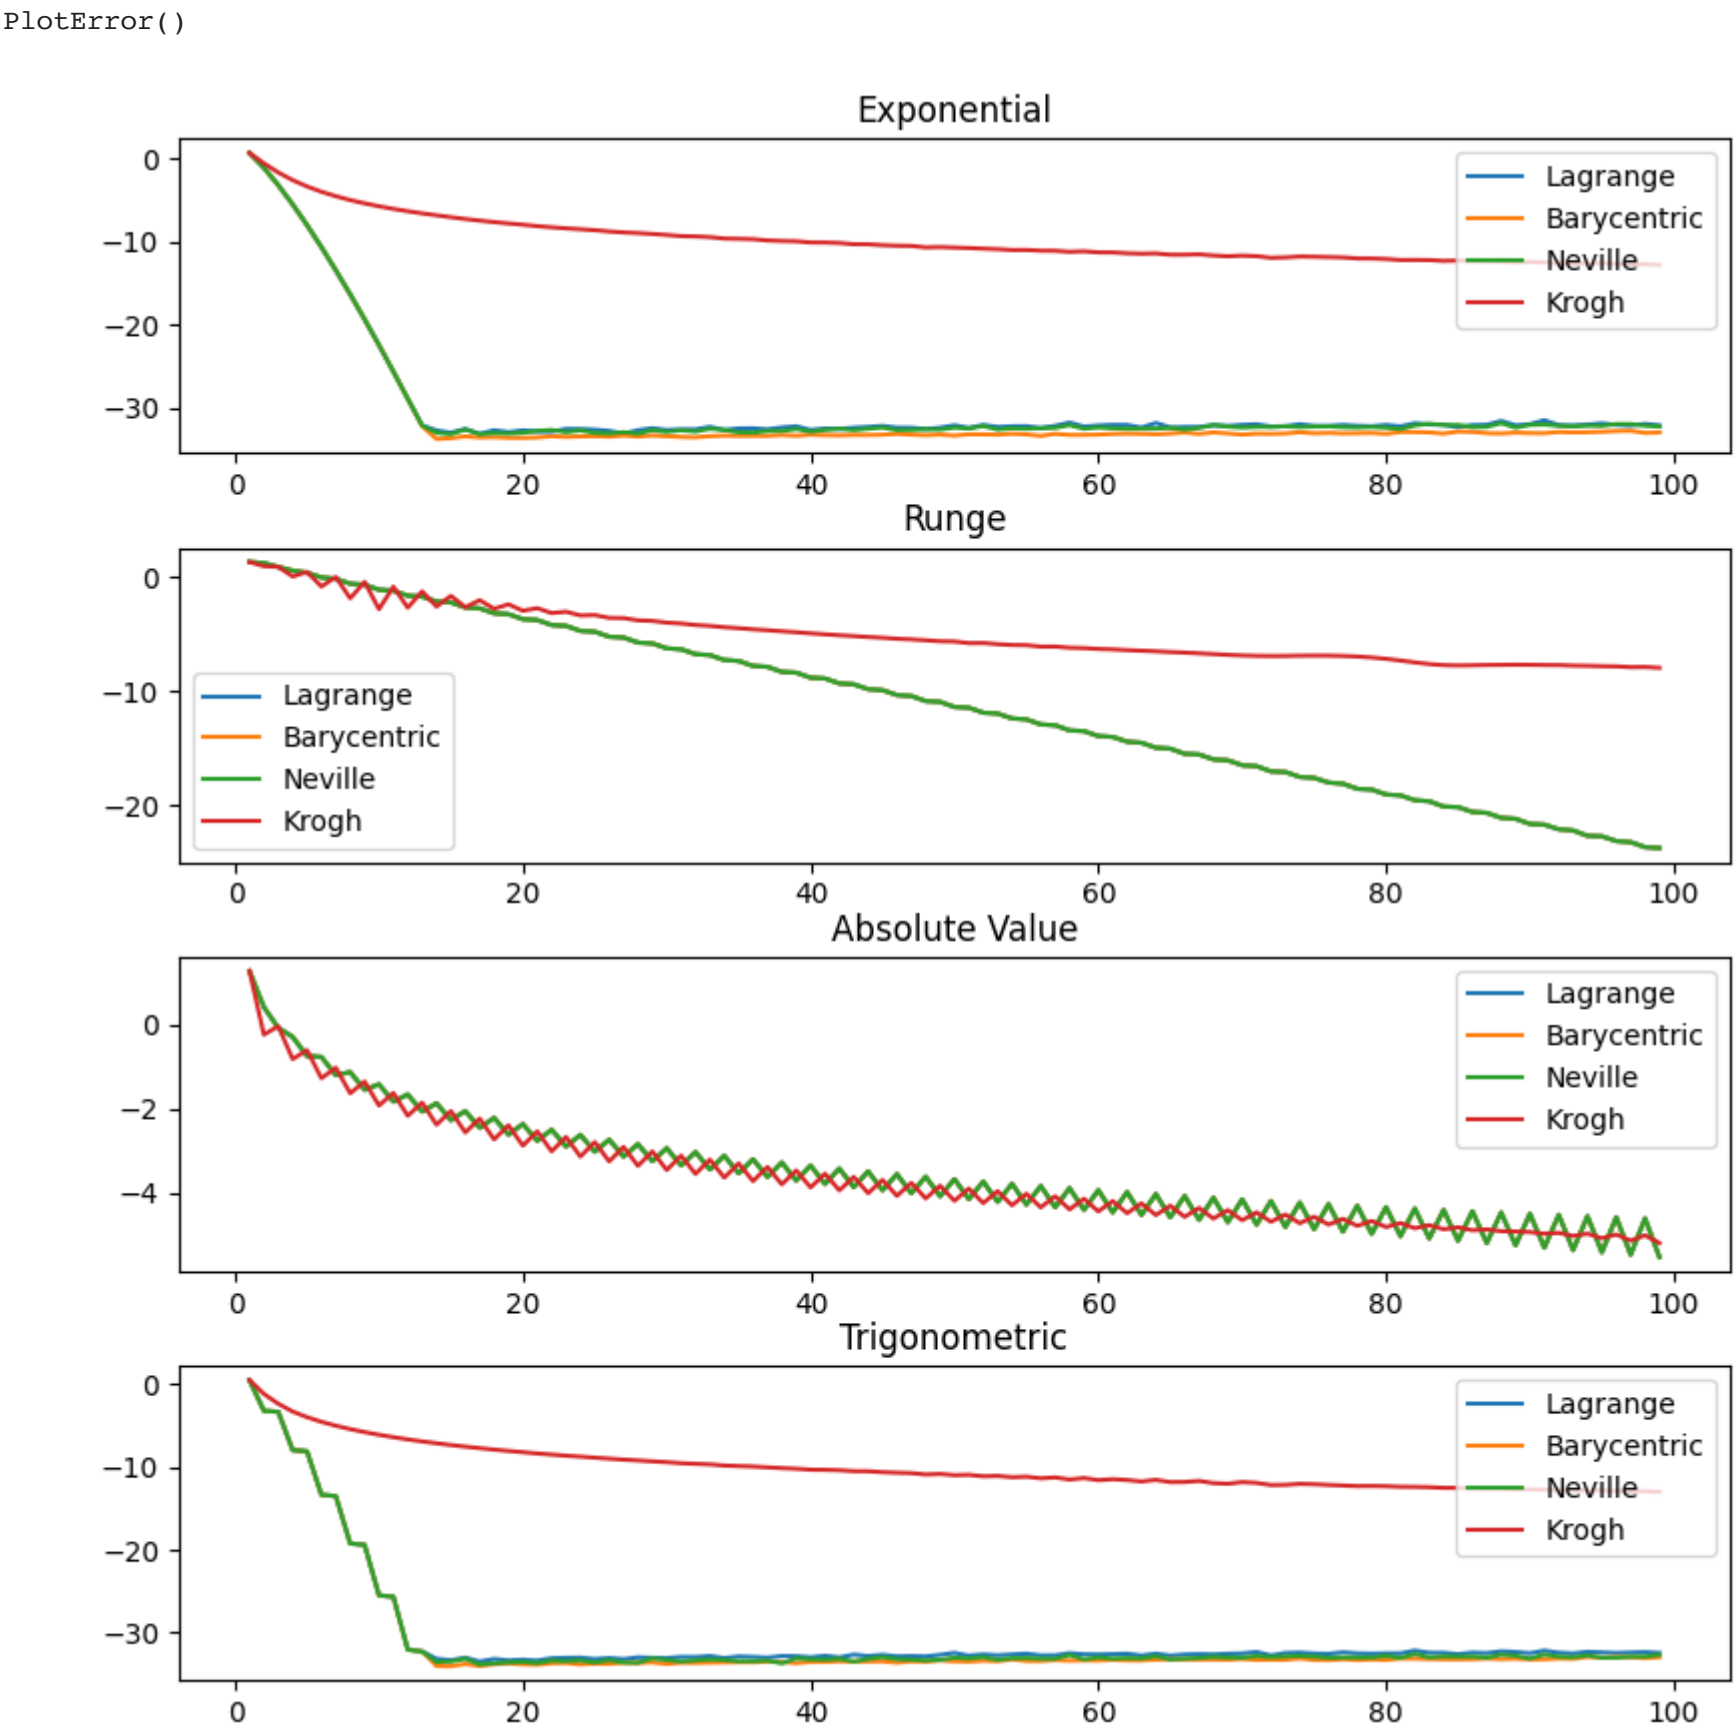 PlotError()
Exponential
0
−10
−20
−30
Lagrange
Barycentric
Neville
Krogh
0 20 40 60 80 100
Runge
0
−10
−20
Lagrange
Barycentric
Neville
Krogh
0 20 40 60 80 100
Absolute Value
0
−2
−4
Lagrange
Barycentric
Neville
Krogh
0 20 40 60 80 100
Trigonometric
0
−10
−20
−30
Lagrange
Barycentric
Neville
Krogh
0 20 40 60 80 100